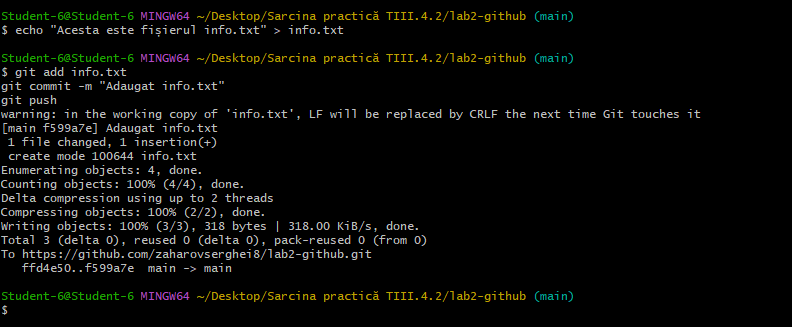 Student-6@Student-6 MINGW64 ~/Desktop/Sarcina practică TIII.4.2/lab2-github (main)
$ echo "Acesta este fișierul info.txt" > info.txt
Student-6@Student-6 MINGW64 ~/Desktop/Sarcina practică TIII.4.2/lab2-github (main)
$ git add info.txt
git commit -m "Adaugat info.txt"
git push
warning: in the working copy of 'info.txt', LF will be replaced by CRLF the next time Git touches it
[main f599a7e] Adaugat info.txt
 1 file changed, 1 insertion(+)
 create mode 100644 info.txt
Enumerating objects: 4, done.
Counting objects: 100% (4/4), done.
Delta compression using up to 2 threads
Compressing objects: 100% (2/2), done.
Writing objects: 100% (3/3), 318 bytes | 318.00 KiB/s, done.
Total 3 (delta 0), reused 0 (delta 0), pack-reused 0 (from 0)
To https://github.com/zaharovserghei8/lab2-github.git
   ffd4e50..f599a7e  main -> main
Student-6@Student-6 MINGW64 ~/Desktop/Sarcina practică TIII.4.2/lab2-github (main)
$